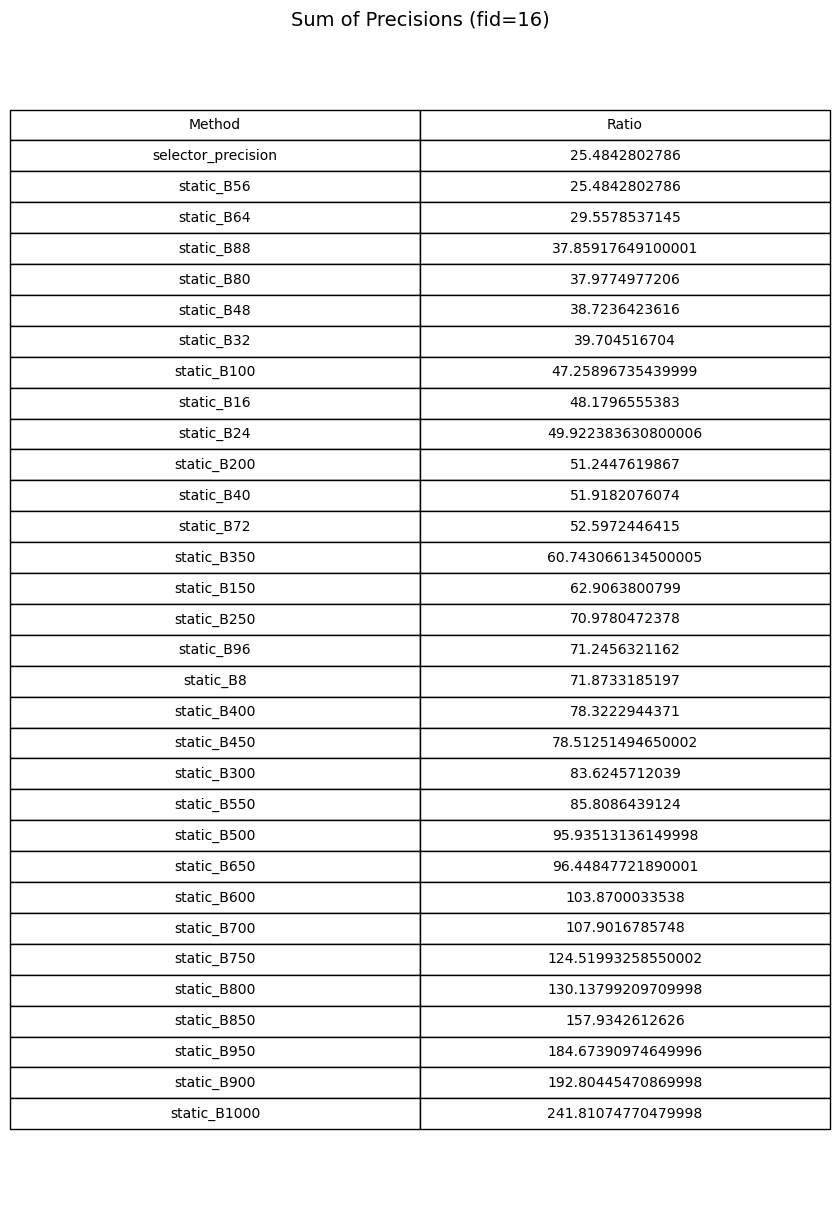 Sum of Precisions (fid=16)
Method Ratio
selector_precision 25.4842802786
static_B56 25.4842802786
static_B64 29.5578537145
static_B88 37.85917649100001
static_B80 37.9774977206
static_B48 38.7236423616
static_B32 39.704516704
static_B100 47.25896735439999
static_B16 48.1796555383
static_B24 49.922383630800006
static_B200 51.2447619867
static_B40 51.9182076074
static_B72 52.5972446415
static_B350 60.743066134500005
static_B150 62.9063800799
static_B250 70.9780472378
static_B96 71.2456321162
static_B8 71.8733185197
static_B400 78.3222944371
static_B450 78.51251494650002
static_B300 83.6245712039
static_B550 85.8086439124
static_B500 95.93513136149998
static_B650 96.44847721890001
static_B600 103.8700033538
static_B700 107.9016785748
static_B750 124.51993258550002
static_B800 130.13799209709998
static_B850 157.9342612626
static_B950 184.67390974649996
static_B900 192.80445470869998
static_B1000 241.81074770479998